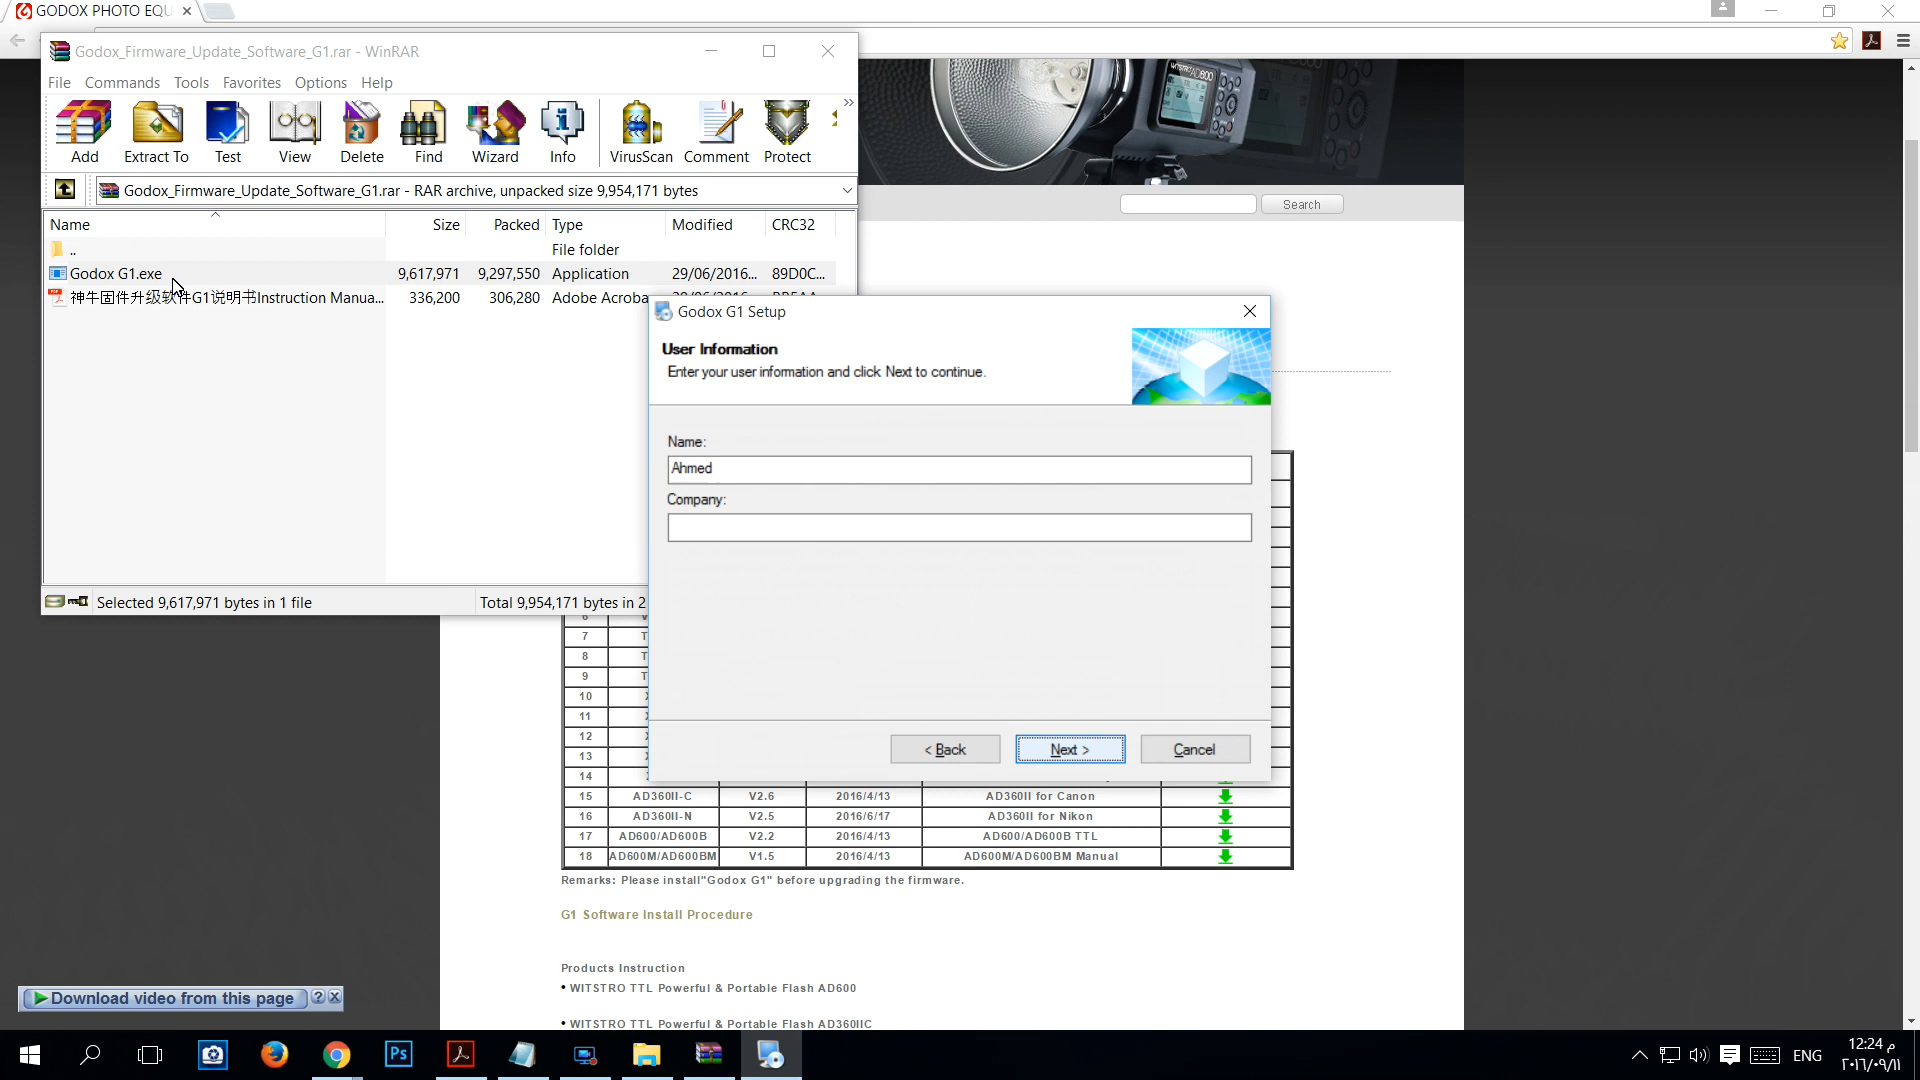 GODOX PHOTO EQU
Godox_Firmware_Update_Software_G1.rar - WinRAR
File Commands Tools Favorites Options Help
Add Extract To Test View Delete Find Wizard Info VirusScan Comment Protect
Godox_Firmware_Update_Software_G1.rar - RAR archive, unpacked size 9,954,171 bytes
Name Size Packed Type Modified CRC32
.. File folder
Godox G1.exe 9,617,971 9,297,550 Application 29/06/2016... 89D0C...
神牛固件升级软件G1说明书Instruction Manua... 336,200 306,280 Adobe Acroba
Selected 9,617,971 bytes in 1 file Total 9,954,171 bytes in 2
WITSTRO AD600
Search
Godox G1 Setup
User Information
Enter your user information and click Next to continue.
Name:
Ahmed
Company:
< Back Next > Cancel
6 V
7 T
8 T
9 T
10
11
12
13
14
15 AD360II-C V2.6 2016/4/13 AD360II for Canon
16 AD360II-N V2.5 2016/6/17 AD360II for Nikon
17 AD600/AD600B V2.2 2016/4/13 AD600/AD600B TTL
18 AD600M/AD600BM V1.5 2016/4/13 AD600M/AD600BM Manual
Remarks: Please install"Godox G1" before upgrading the firmware.
G1 Software Install Procedure
Products Instruction
• WITSTRO TTL Powerful & Portable Flash AD600
• WITSTRO TTL Powerful & Portable Flash AD360IIC
Download video from this page
Ps
ENG
12:24 م
٢٠١٦/٠٩/١١